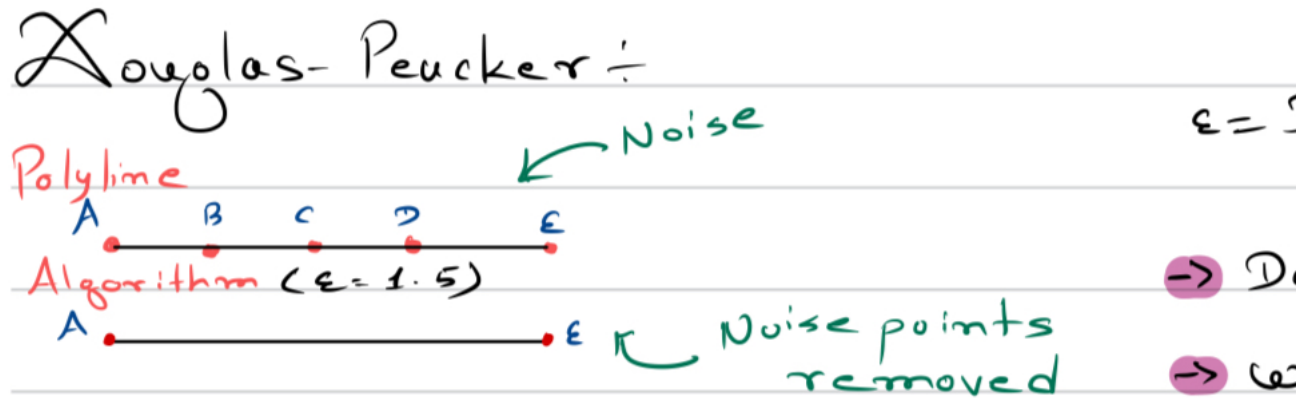 Douglas-Peucker ÷
Noise
ε=
Polyline
A B C D E
Algorithm (ε= 1.5)
A E
Noise points
removed
->
->